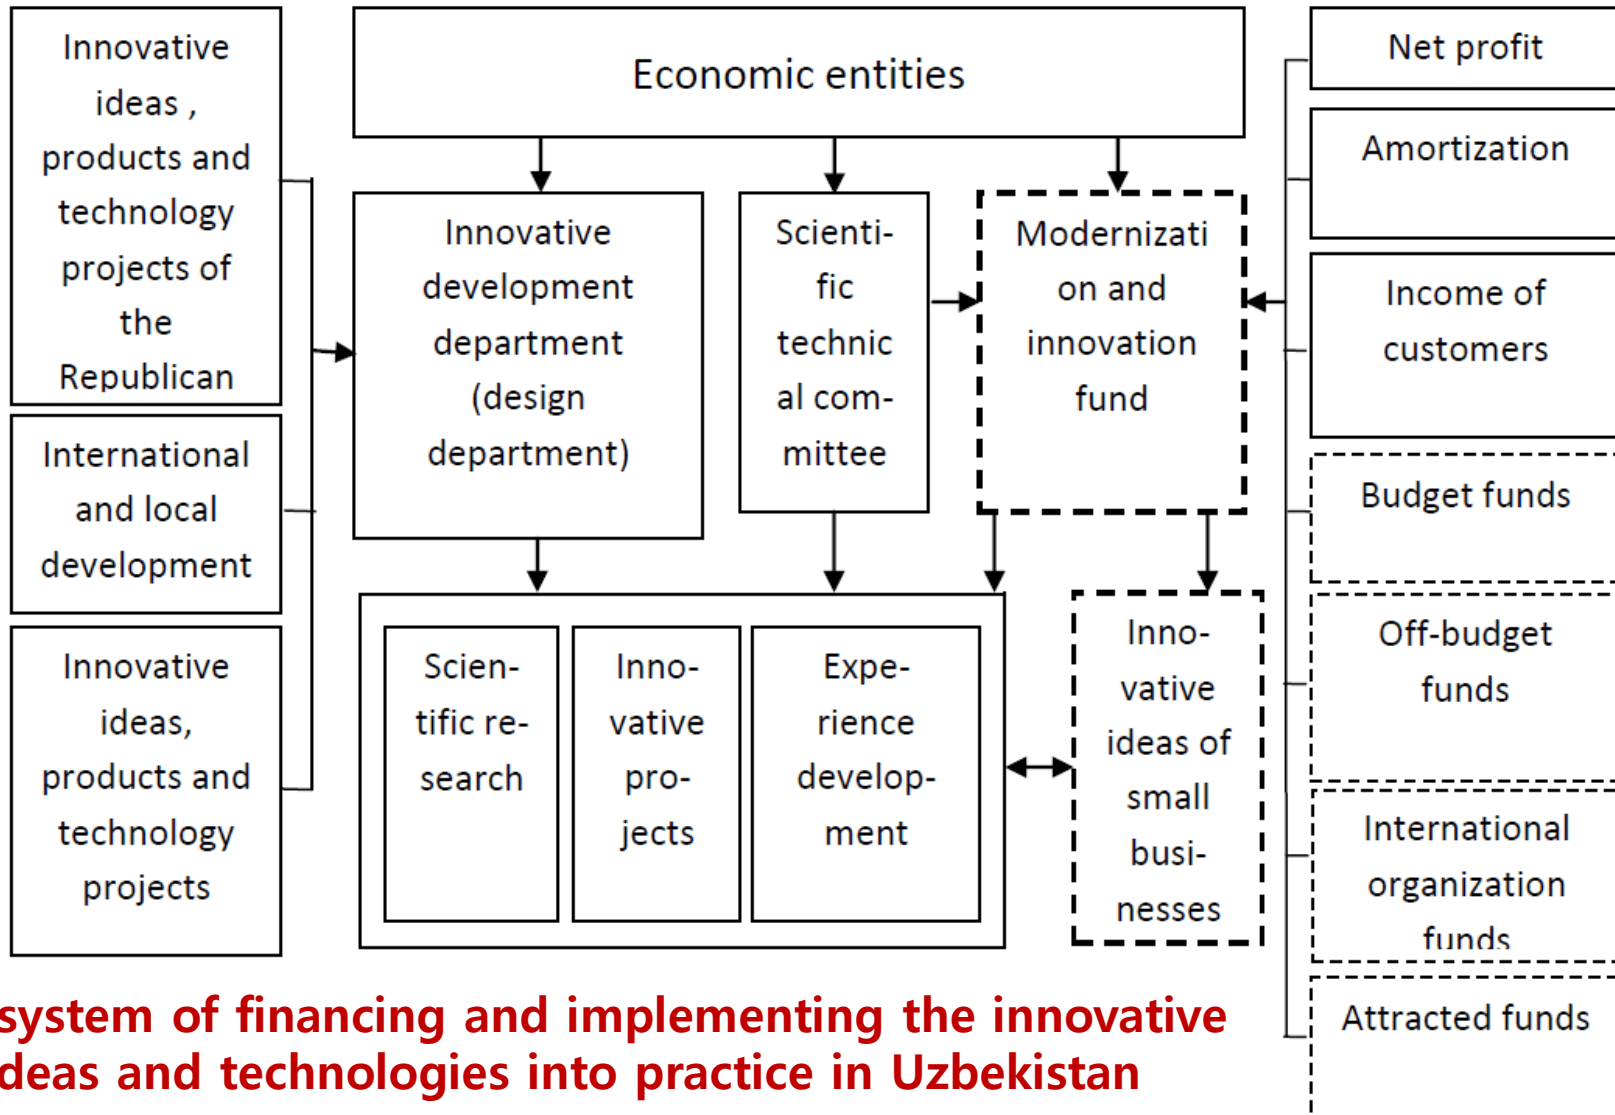 Innovative
ideas ,
products and
technology
projects of
the
Republican
International
and local
development
Innovative
ideas,
products and
technology
projects
Economic entities
Innovative
development
department
(design
department)
Scienti-
fic
technic
al com-
mittee
Modernizati
on and
innovation
fund
Scien-
tific re-
search
Inno-
vative
pro-
jects
Expe-
rience
develop-
ment
Inno-
vative
ideas of
small
busi-
nesses
Net profit
Amortization
Income of
customers
Budget funds
Off-budget
funds
International
organization
funds
Attracted funds
system of financing and implementing the innovative
deas and technologies into practice in Uzbekistan